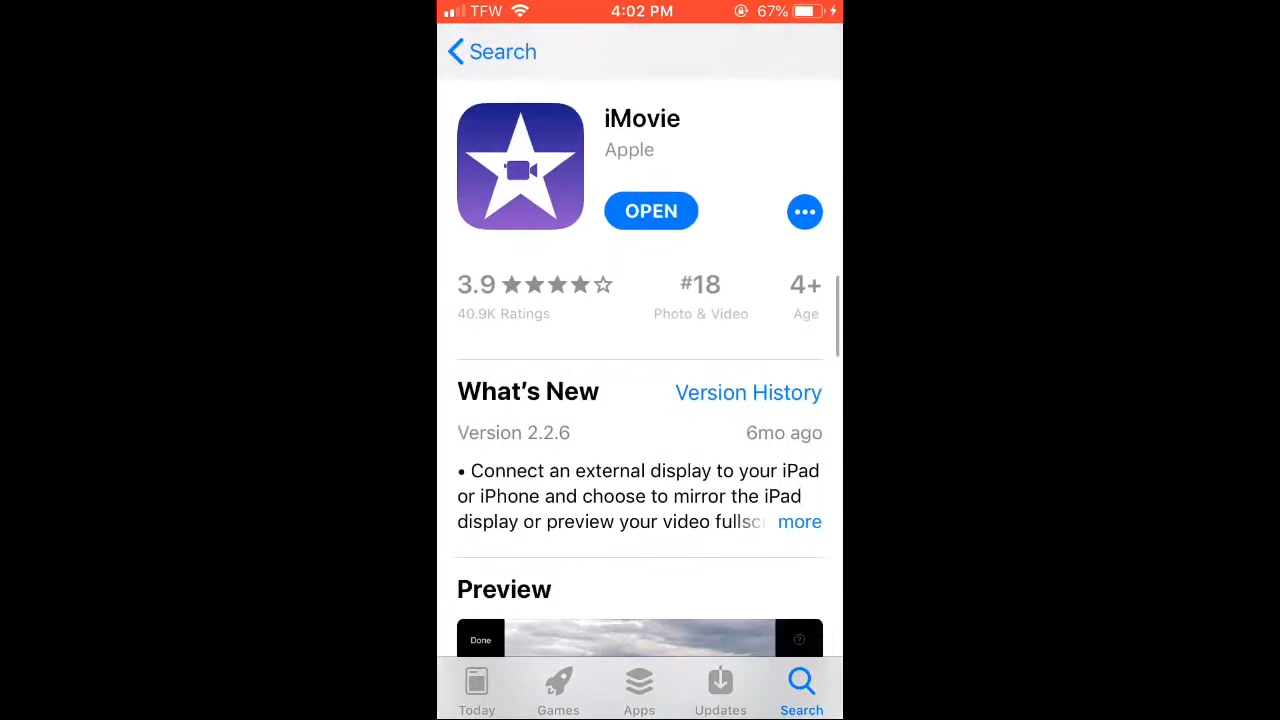 TFW 4:02 PM 67%
Search
iMovie
Apple
OPEN
3.9 #18 4+
40.9K Ratings Photo & Video Age
What's New Version History
Version 2.2.6 6mo ago
• Connect an external display to your iPad
or iPhone and choose to mirror the iPad
display or preview your video fullsc more
Preview
Done ?
Today Games Apps Updates Search